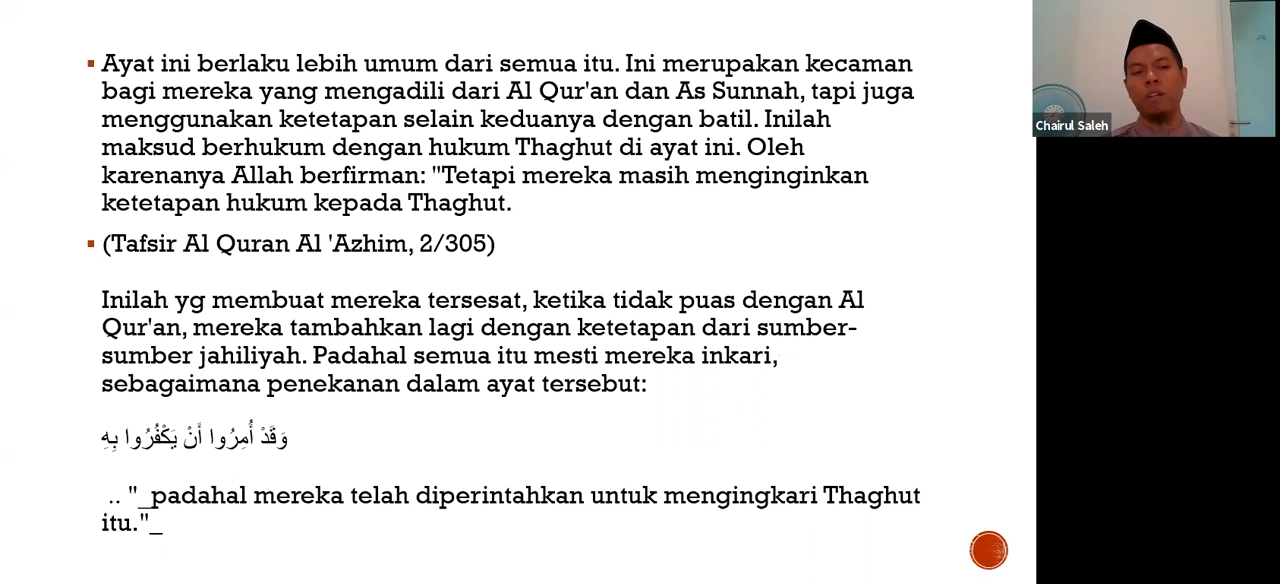 Ayat ini berlaku lebih umum dari semua itu. Ini merupakan kecaman
bagi mereka yang mengadili dari Al Qur'an dan As Sunnah, tapi juga
menggunakan ketetapan selain keduanya dengan batil. Inilah
maksud berhukum dengan hukum Thaghut di ayat ini. Oleh
karenanya Allah berfirman: "Tetapi mereka masih menginginkan
ketetapan hukum kepada Thaghut.
(Tafsir Al Quran Al 'Azhim, 2/305)
Inilah yg membuat mereka tersesat, ketika tidak puas dengan Al
Qur'an, mereka tambahkan lagi dengan ketetapan dari sumber-
sumber jahiliyah. Padahal semua itu mesti mereka inkari,
sebagaimana penekanan dalam ayat tersebut:
وَقَدْ أُمِرُوا أَنْ يَكْفُرُوا بِهِ
.. "_padahal mereka telah diperintahkan untuk mengingkari Thaghut
itu."_
Chairul Saleh